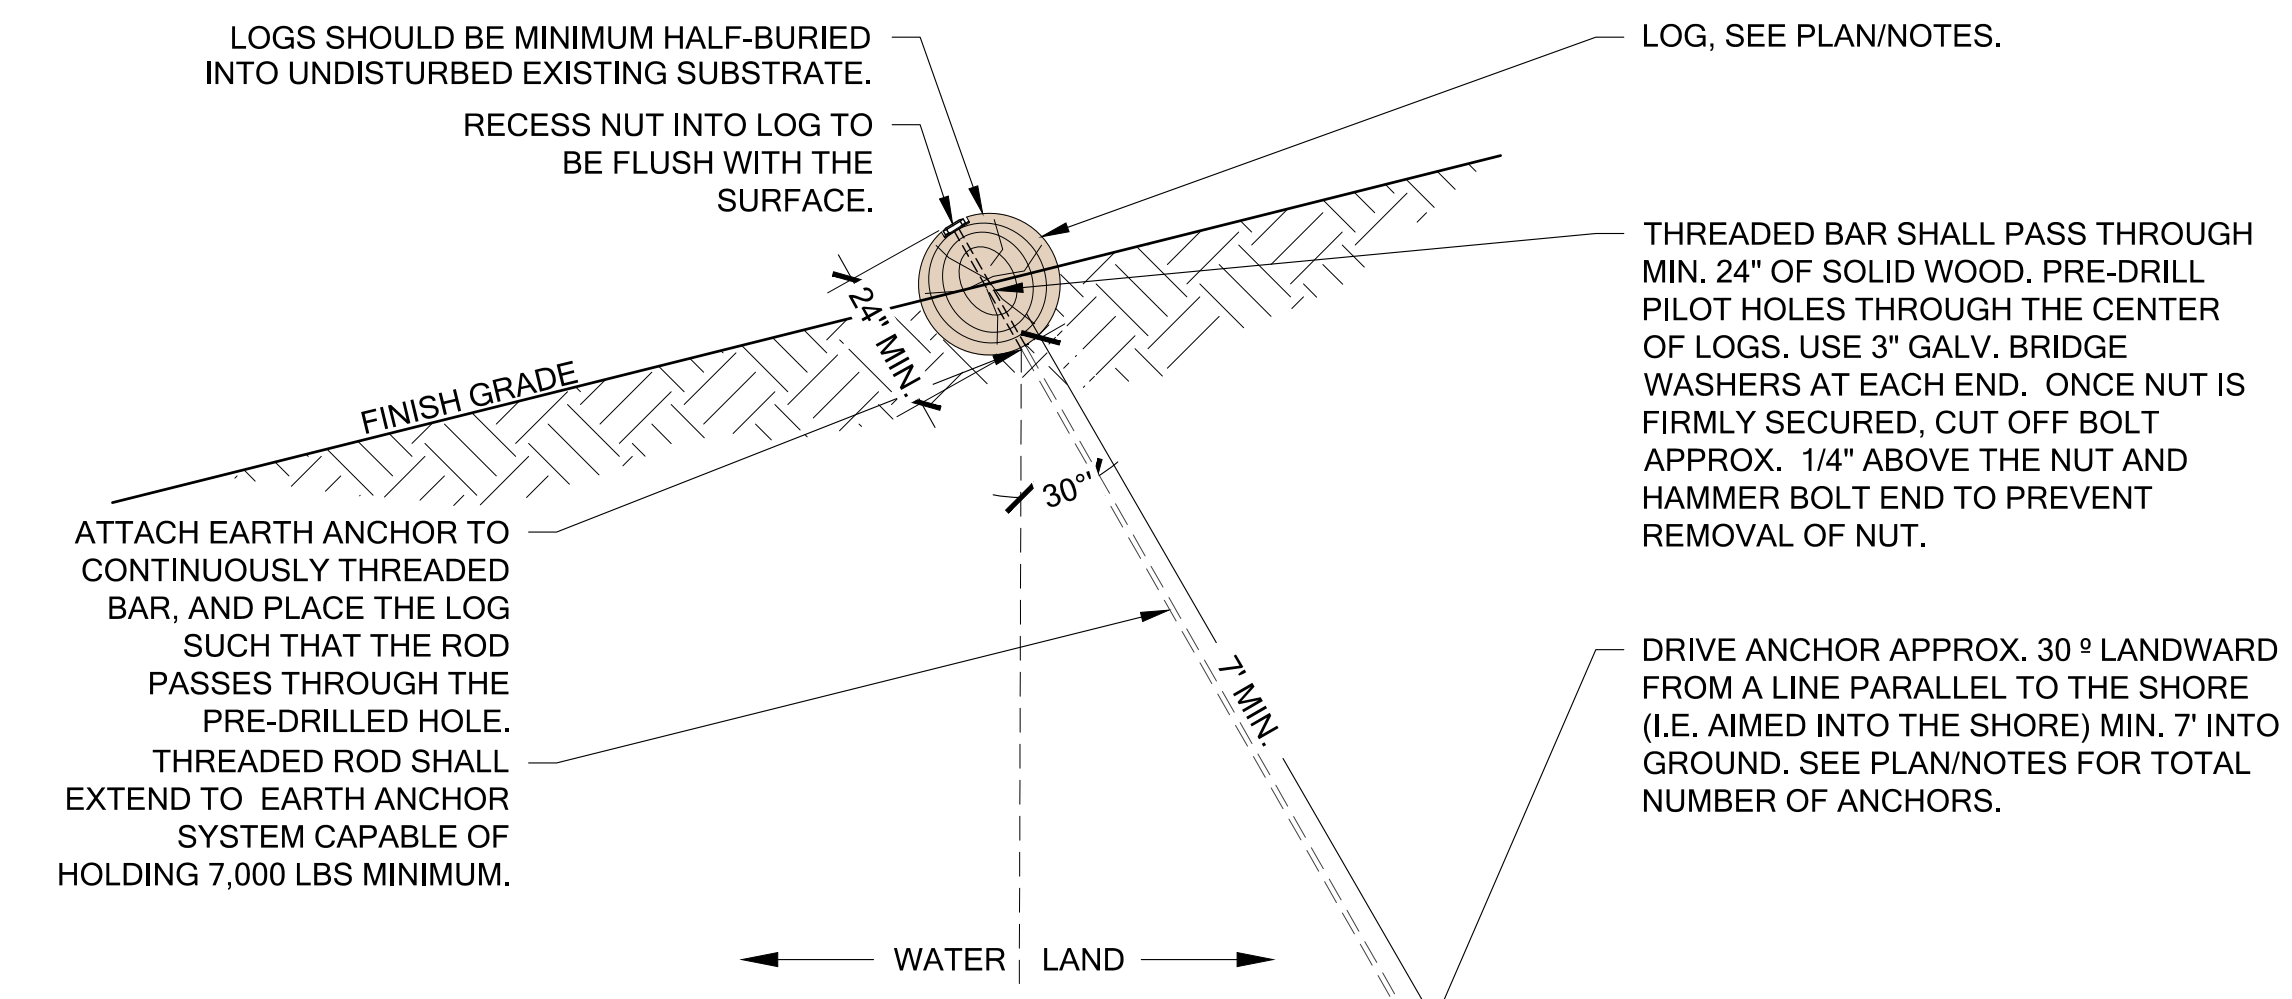 LOGS SHOULD BE MINIMUM HALF-BURIED
INTO UNDISTURBED EXISTING SUBSTRATE.
RECESS NUT INTO LOG TO
BE FLUSH WITH THE
SURFACE.
LOG, SEE PLAN/NOTES.
THREADED BAR SHALL PASS THROUGH
MIN. 24" OF SOLID WOOD. PRE-DRILL
PILOT HOLES THROUGH THE CENTER
OF LOGS. USE 3" GALV. BRIDGE
WASHERS AT EACH END. ONCE NUT IS
FIRMLY SECURED, CUT OFF BOLT
APPROX. 1/4" ABOVE THE NUT AND
HAMMER BOLT END TO PREVENT
REMOVAL OF NUT.
24" MIN.
FINISH GRADE
30°'
ATTACH EARTH ANCHOR TO
CONTINUOUSLY THREADED
BAR, AND PLACE THE LOG
SUCH THAT THE ROD
PASSES THROUGH THE
PRE-DRILLED HOLE.
THREADED ROD SHALL
EXTEND TO EARTH ANCHOR
SYSTEM CAPABLE OF
HOLDING 7,000 LBS MINIMUM.
7' MIN.
DRIVE ANCHOR APPROX. 30 º LANDWARD
FROM A LINE PARALLEL TO THE SHORE
(I.E. AIMED INTO THE SHORE) MIN. 7' INTO
GROUND. SEE PLAN/NOTES FOR TOTAL
NUMBER OF ANCHORS.
WATER
LAND